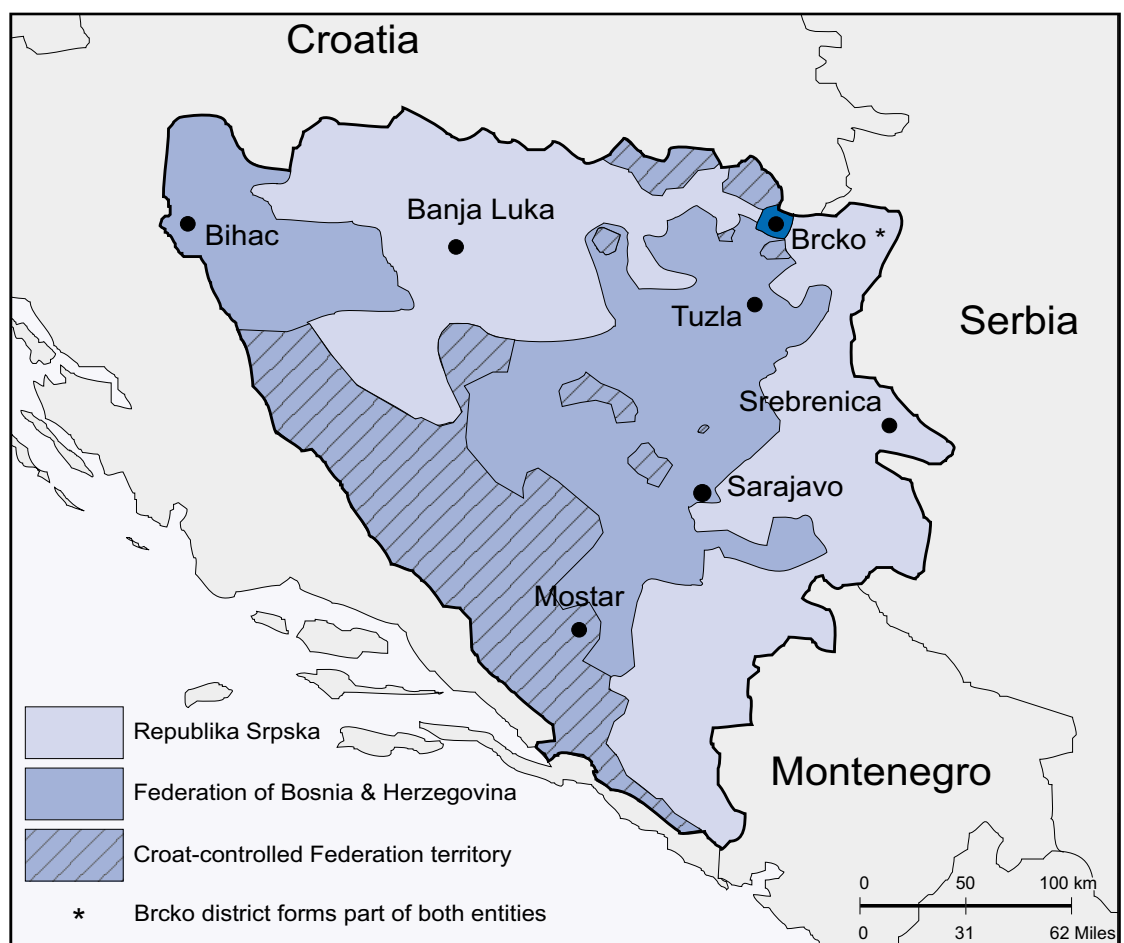 Croatia
Banja Luka
Bihac
Brcko *
Tuzla
Serbia
Srebrenica
Sarajavo
Mostar
Montenegro
Republika Srpska
Federation of Bosnia & Herzegovina
Croat-controlled Federation territory
* Brcko district forms part of both entities
0 50 100 km
0 31 62 Miles